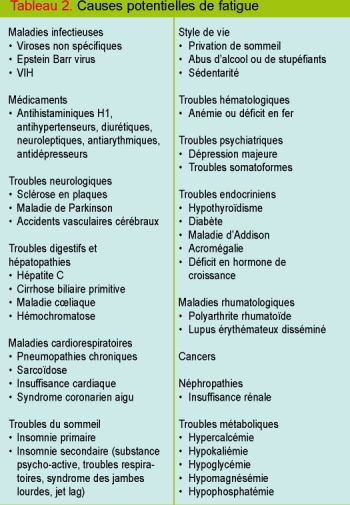 Tableau 2. Causes potentielles de fatigue
Maladies infectieuses
• Viroses non spécifiques
• Epstein Barr virus
• VIH
Médicaments
• Antihistaminiques H1,
antihypertenseurs, diurétiques,
neuroleptiques, antiarythmiques,
antidépresseurs
Troubles neurologiques
• Sclérose en plaques
• Maladie de Parkinson
• Accidents vasculaires cérébraux
Troubles digestifs et
hépatopathies
• Hépatite C
• Cirrhose biliaire primitive
• Maladie cœliaque
• Hémochromatose
Maladies cardiorespiratoires
• Pneumopathies chroniques
• Sarcoïdose
• Insuffisance cardiaque
• Syndrome coronarien aigu
Troubles du sommeil
• Insomnie primaire
• Insomnie secondaire (substance
psycho-active, troubles respira-
toires, syndrome des jambes
lourdes, jet lag)
Style de vie
• Privation de sommeil
• Abus d'alcool ou de stupéfiants
• Sédentarité
Troubles hématologiques
• Anémie ou déficit en fer
Troubles psychiatriques
• Dépression majeure
• Troubles somatoformes
Troubles endocriniens
• Hypothyroïdisme
• Diabète
• Maladie d'Addison
• Acromégalie
• Déficit en hormone de
croissance
Maladies rhumatologiques
• Polyarthrite rhumatoïde
• Lupus érythémateux disséminé
Cancers
Néphropathies
• Insuffisance rénale
Troubles métaboliques
• Hypercalcémie
• Hypokaliémie
• Hypoglycémie
• Hypomagnésémie
• Hypophosphatémie